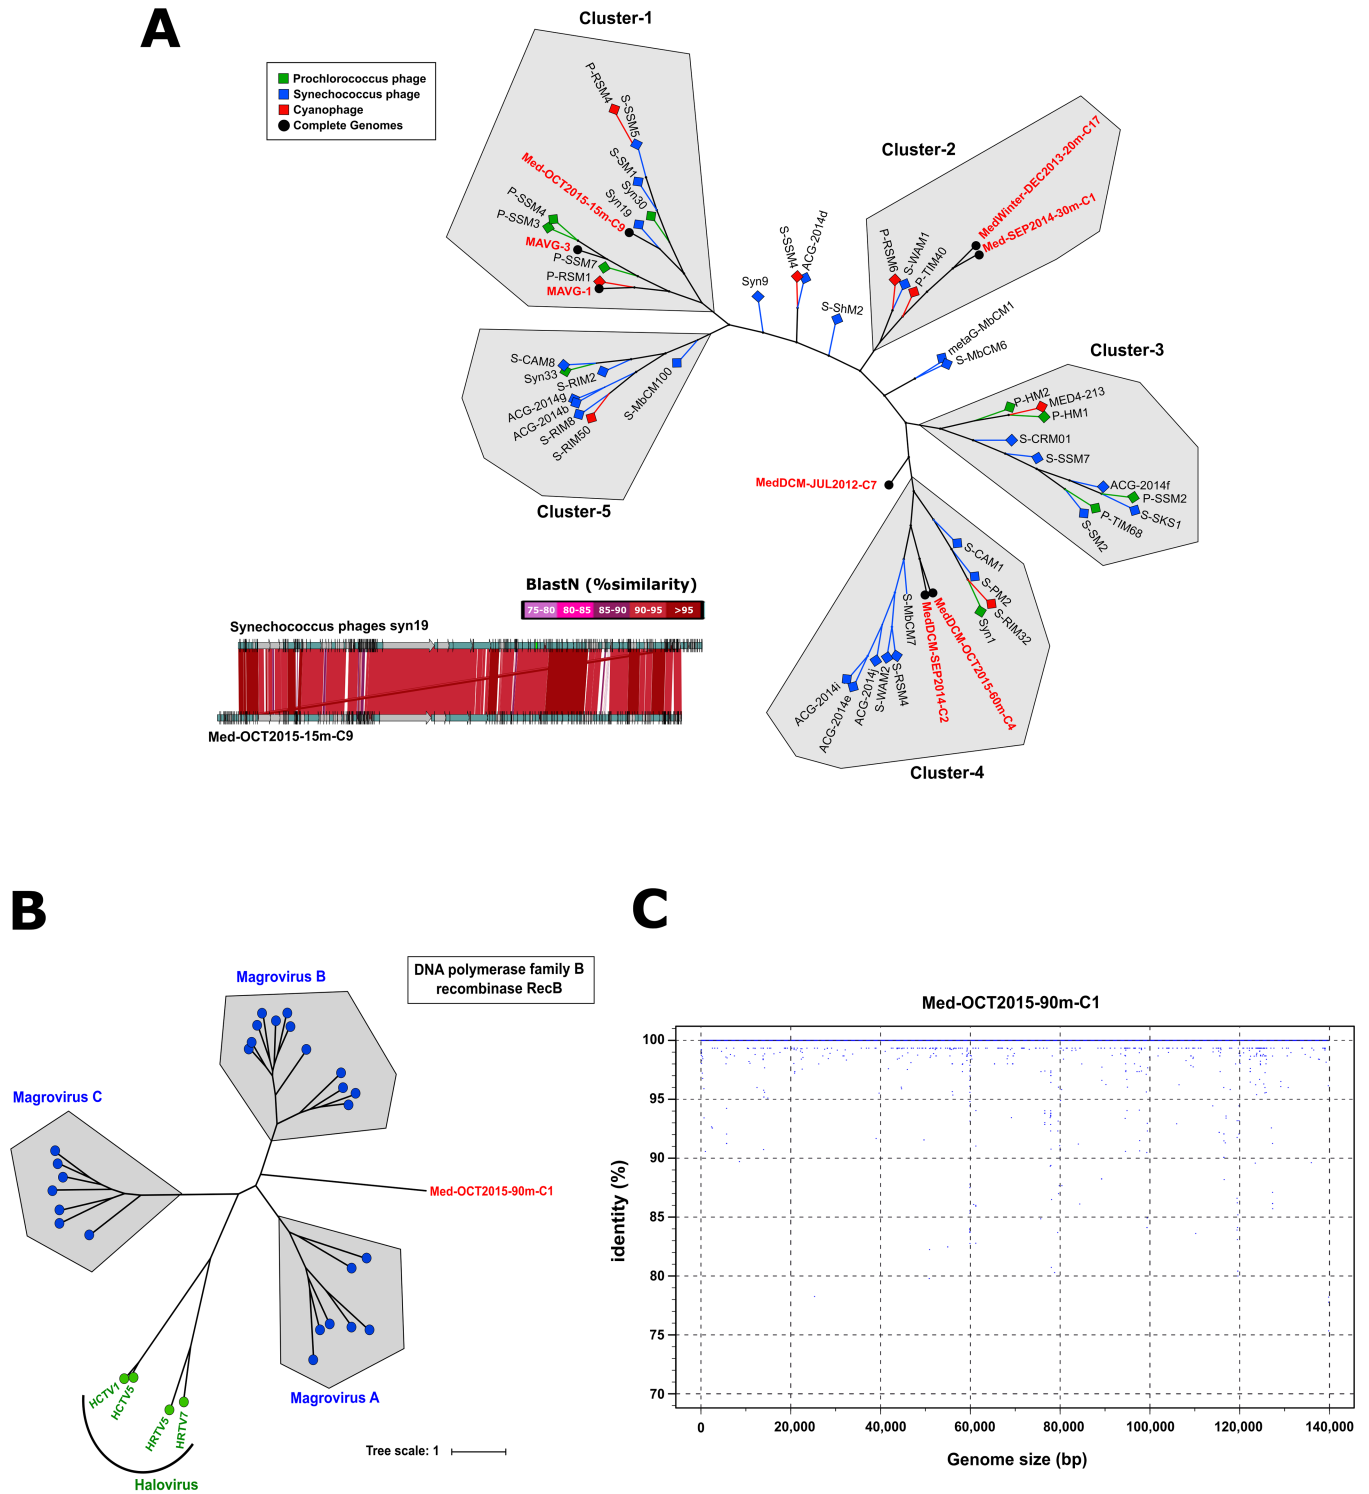 A
Cluster-1
Prochlorococcus phage
Synechococcus phage
Cyanophage
Complete Genomes
P-RSM4
S-SSM5
S-SM1
Syn30
Syn19
Med-OCT2015-15m-C9
P-SSM4
P-SSM3
MAVG-3
P-SSM7
P-RSM1
MAVG-1
Cluster-2
MedWinter-DEC2013-20m-C17
Med-SEP2014-30m-C1
P-RSM6
S-WAM1
P-TIM40
Syn9
S-SSM4
ACG-2014d
S-ShM2
metaG-MbCM1
S-MbCM6
Cluster-3
P-HM2
MED4-213
P-HM1
S-CRM01
S-SSM7
ACG-2014f
P-SSM2
S-SKS1
P-TIM68
S-SM2
S-CAM8
Syn33
S-RIM2
ACG-2014g
ACG-2014b
S-RIM8
S-RIM50
S-MbCM100
Cluster-5
MedDCM-JUL2012-C7
S-CAM1
S-PM2
S-RIM32
Syn1
MedDCM-OCT2015-60m-C4
MedDCM-SEP2014-C2
S-MbCM7
S-RSM4
S-WAM2
ACG-2014j
ACG-2014e
ACG-2014i
Cluster-4
BlastN (%similarity)
75-80 80-85 85-90 90-95 >95
Synechococcus phages syn19
Med-OCT2015-15m-C9
B
DNA polymerase family B
recombinase RecB
Magrovirus B
Magrovirus C
Med-OCT2015-90m-C1
Magrovirus A
HCTV1
HCTV5
HRTV5
HRTV7
Halovirus
Tree scale: 1
C
Med-OCT2015-90m-C1
identity (%)
100
95
90
85
80
75
70
0 20,000 40,000 60,000 80,000 100,000 120,000 140,000
Genome size (bp)